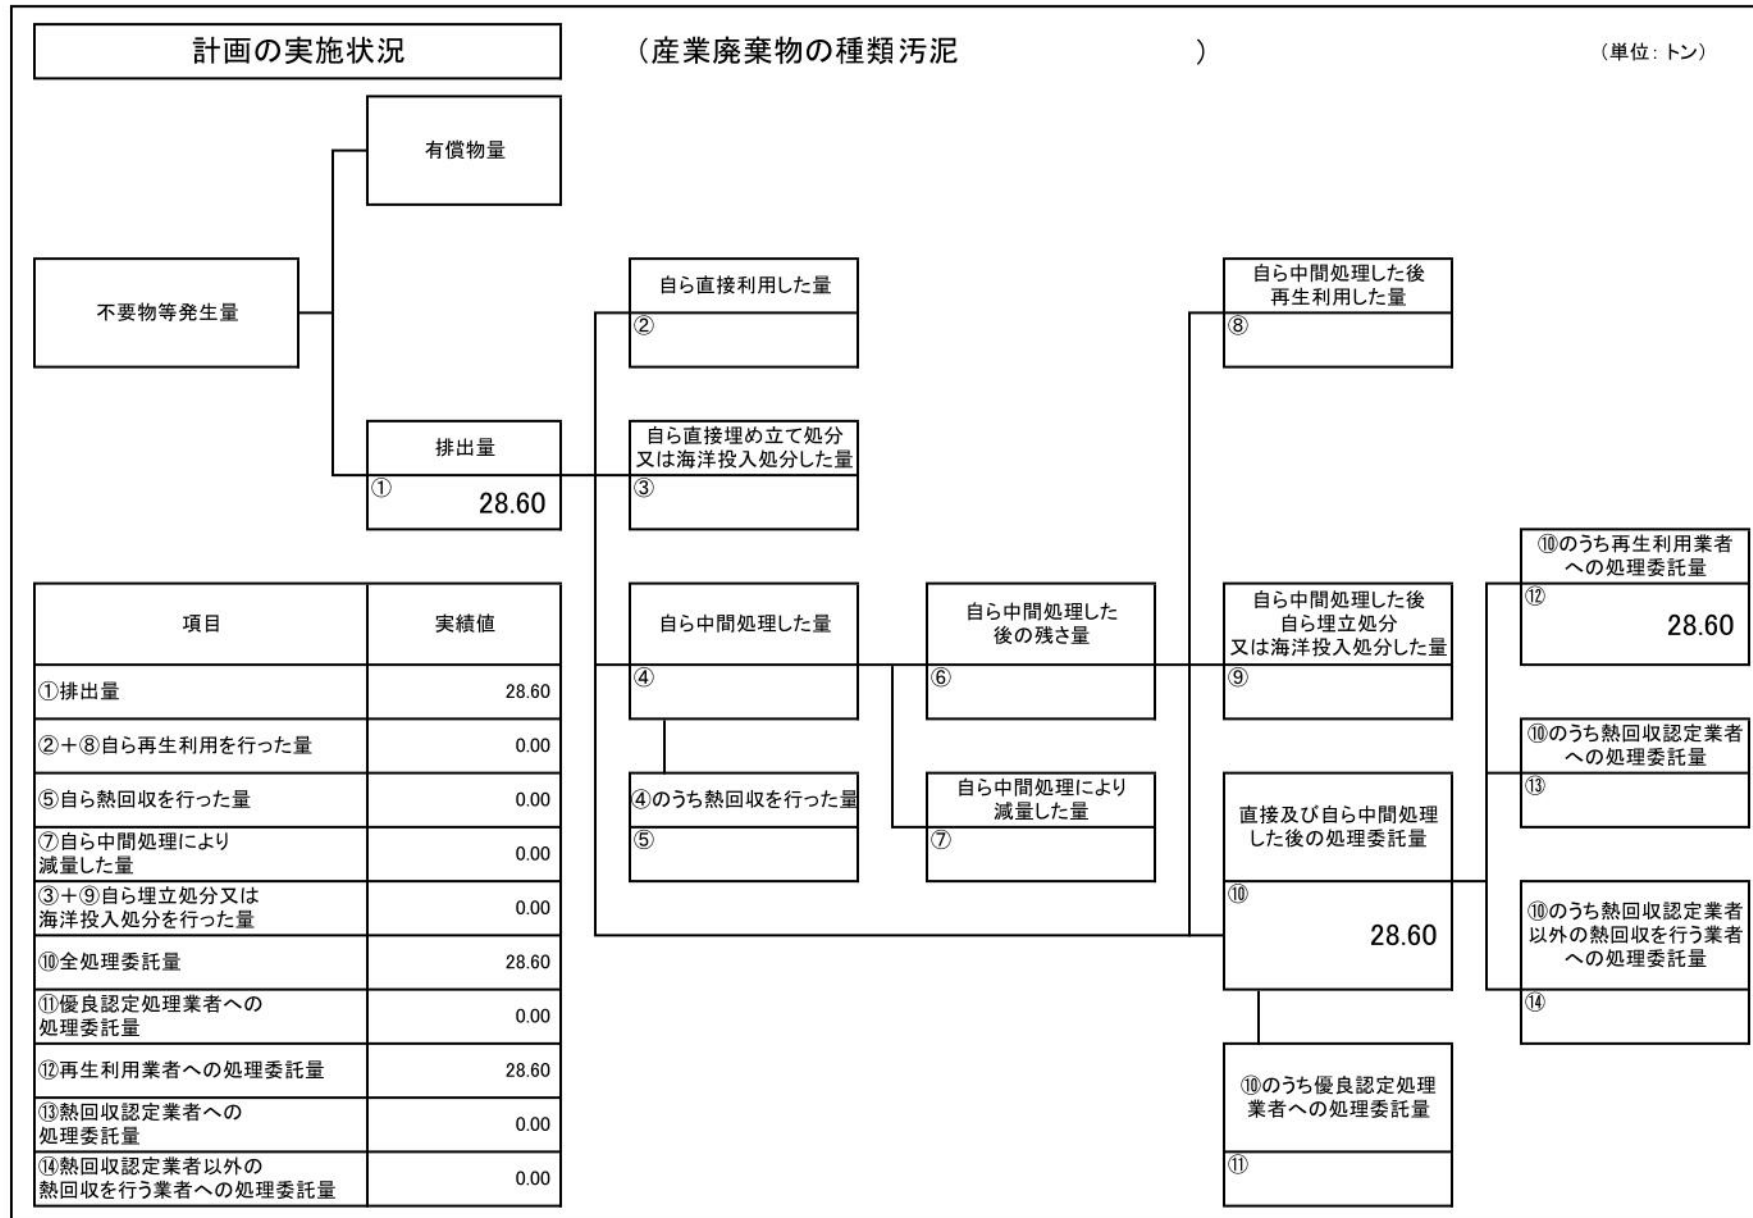 計画の実施状況
（産業廃棄物の種類汚泥　　　　　　　　）
（単位：トン）
有償物量
不要物等発生量
自ら直接利用した量
②
自ら中間処理した後
再生利用した量
⑧
排出量
① 28.60
自ら直接埋め立て処分
又は海洋投入処分した量
③
⑩のうち再生利用業者
への処理委託量
⑫ 28.60
自ら中間処理した量
④
自ら中間処理した
後の残さ量
⑥
自ら中間処理した後
自ら埋立処分
又は海洋投入処分した量
⑨
⑩のうち熱回収認定業者
への処理委託量
⑬
④のうち熱回収を行った量
⑤
自ら中間処理により
減量した量
⑦
直接及び自ら中間処理
した後の処理委託量
⑩ 28.60
⑩のうち熱回収認定業者
以外の熱回収を行う業者
への処理委託量
⑭
⑩のうち優良認定処理
業者への処理委託量
⑪
項目 実績値
①排出量 28.60
②＋⑧自ら再生利用を行った量 0.00
⑤自ら熱回収を行った量 0.00
⑦自ら中間処理により
減量した量 0.00
③＋⑨自ら埋立処分又は
海洋投入処分を行った量 0.00
⑩全処理委託量 28.60
⑪優良認定処理業者への
処理委託量 0.00
⑫再生利用業者への処理委託量 28.60
⑬熱回収認定業者への
処理委託量 0.00
⑭熱回収認定業者以外の
熱回収を行う業者への処理委託量 0.00